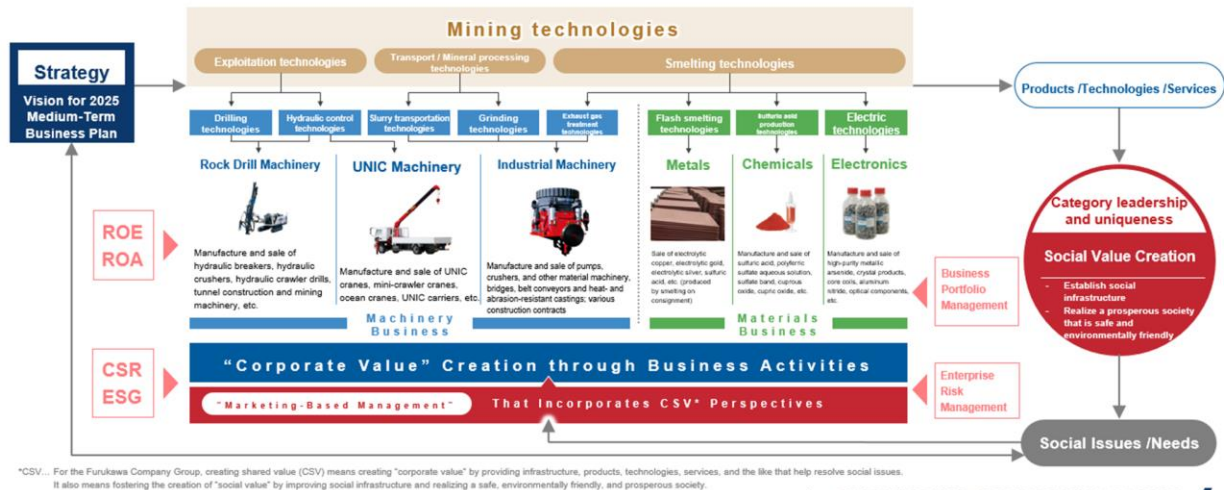 Mining technologies
Exploitation technologies
Transport / Mineral processing
technologies
Smelting technologies
Strategy
Vision for 2025
Medium-Term
Business Plan
Products /Technologies /Services
Drilling
technologies
Hydraulic control
technologies
Slurry transportation
technologies
Grinding
technologies
Exhaust gas
treatment
technologies
Flash smelting
technologies
Sulfuric acid
production
technologies
Electric
technologies
Rock Drill Machinery
UNIC Machinery
Industrial Machinery
Metals
Chemicals
Electronics
Manufacture and sale of
hydraulic breakers, hydraulic
crushers, hydraulic crawler drills,
tunnel construction and mining
machinery, etc.
Manufacture and sale of UNIC
cranes, mini-crawler cranes,
ocean cranes, UNIC carriers, etc.
Manufacture and sale of pumps,
crushers, and other material machinery,
bridges, belt conveyors and heat- and
abrasion-resistant castings; various
construction contracts
Sale of electrolytic
copper, electrolytic gold,
electrolytic silver, sulfuric
acid, etc. (produced
by smelting on
consignment)
Manufacture and sale of
sulfuric acid, polyferric
sulfate aqueous solution,
sulfate band, cuprous
oxide, cupric oxide, etc.
Manufacture and sale of
high-purity metallic
arsenide, crystal products,
core coils, aluminum
nitride, optical components,
etc.
Machinery
Business
Materials
Business
ROE
ROA
CSR
ESG
Business
Portfolio
Management
Enterprise
Risk
Management
"Corporate Value" Creation through Business Activities
"Marketing-Based Management" That Incorporates CSV* Perspectives
Category leadership
and uniqueness
Social Value Creation
- Establish social
infrastructure
- Realize a prosperous society
that is safe and
environmentally friendly
Social Issues /Needs
*CSV... For the Furukawa Company Group, creating shared value (CSV) means creating "corporate value" by providing infrastructure, products, technologies, services, and the like that help resolve social issues.
It also means fostering the creation of "social value" by improving social infrastructure and realizing a safe, environmentally friendly, and prosperous society.